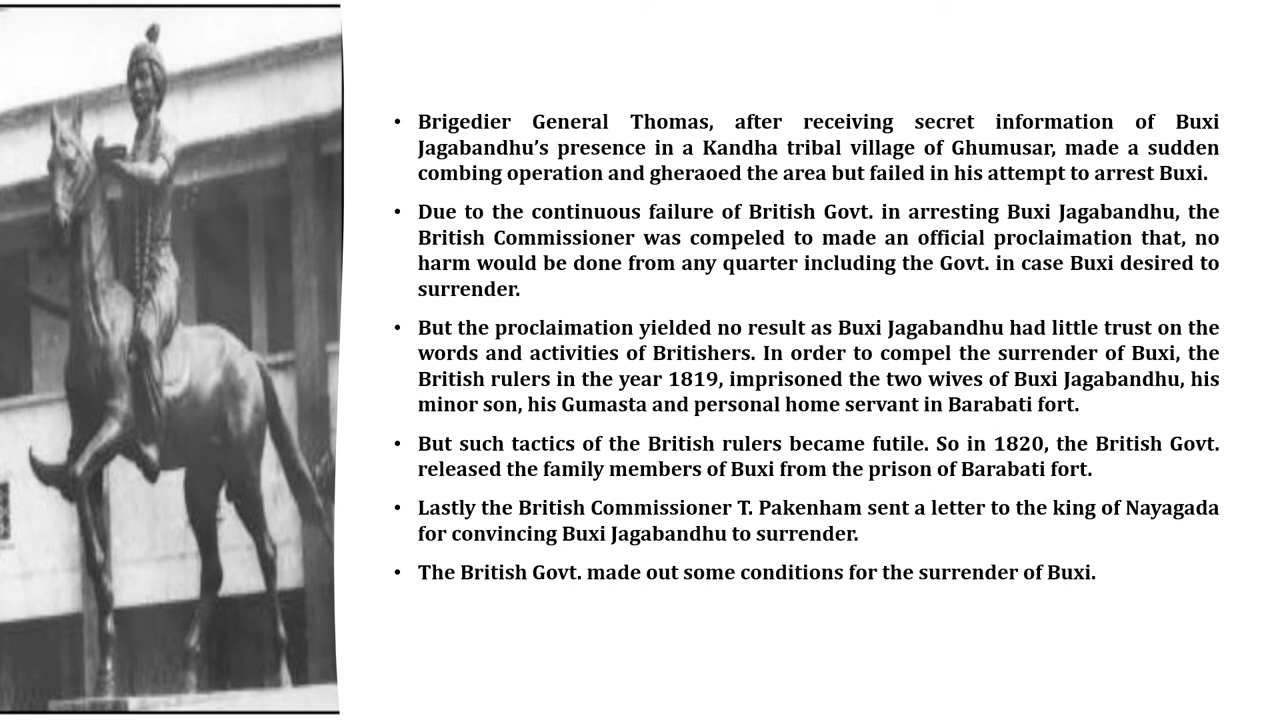 • Brigedier General Thomas, after receiving secret information of Buxi
Jagabandhu’s presence in a Kandha tribal village of Ghumusar, made a sudden
combing operation and gheraoed the area but failed in his attempt to arrest Buxi.
• Due to the continuous failure of British Govt. in arresting Buxi Jagabandhu, the
British Commissioner was compeled to made an official proclaimation that, no
harm would be done from any quarter including the Govt. in case Buxi desired to
surrender.
• But the proclaimation yielded no result as Buxi Jagabandhu had little trust on the
words and activities of Britishers. In order to compel the surrender of Buxi, the
British rulers in the year 1819, imprisoned the two wives of Buxi Jagabandhu, his
minor son, his Gumasta and personal home servant in Barabati fort.
• But such tactics of the British rulers became futile. So in 1820, the British Govt.
released the family members of Buxi from the prison of Barabati fort.
• Lastly the British Commissioner T. Pakenham sent a letter to the king of Nayagada
for convincing Buxi Jagabandhu to surrender.
• The British Govt. made out some conditions for the surrender of Buxi.